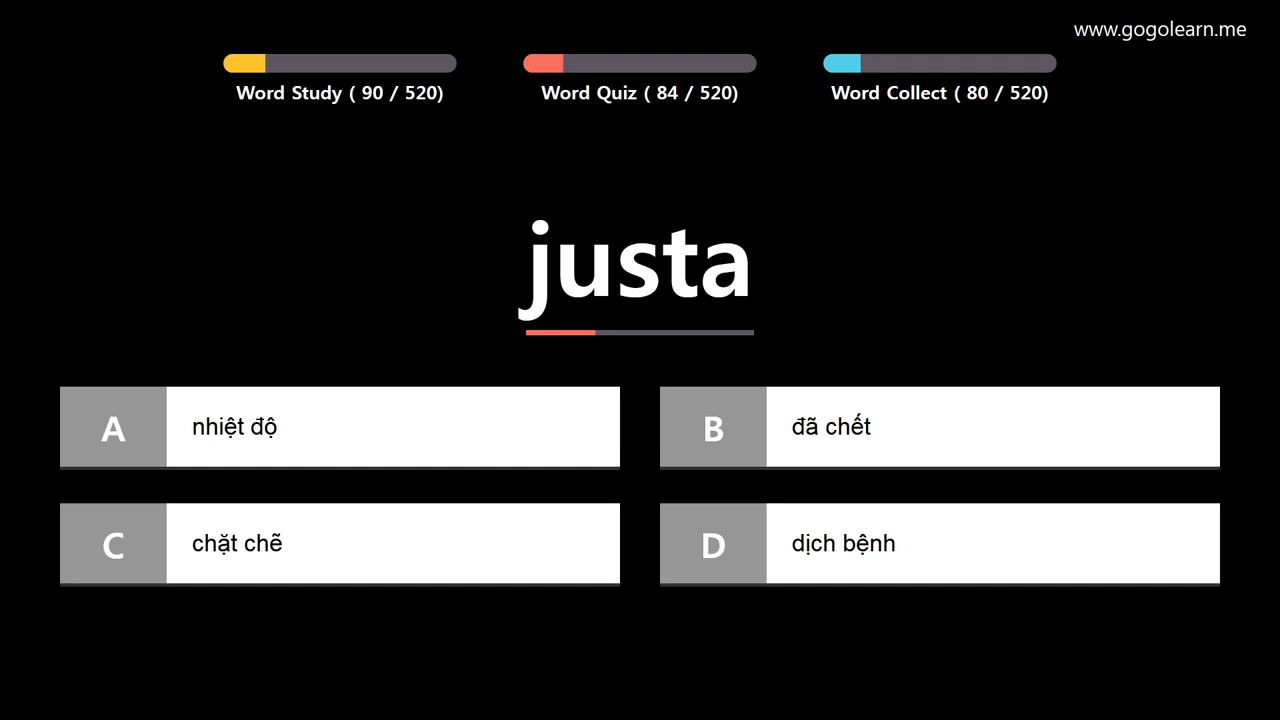 www.gogolearn.me
Word Study ( 90 / 520)
Word Quiz ( 84 / 520)
Word Collect ( 80 / 520)
justa
A nhiệt độ
B đã chết
C chặt chẽ
D dịch bệnh